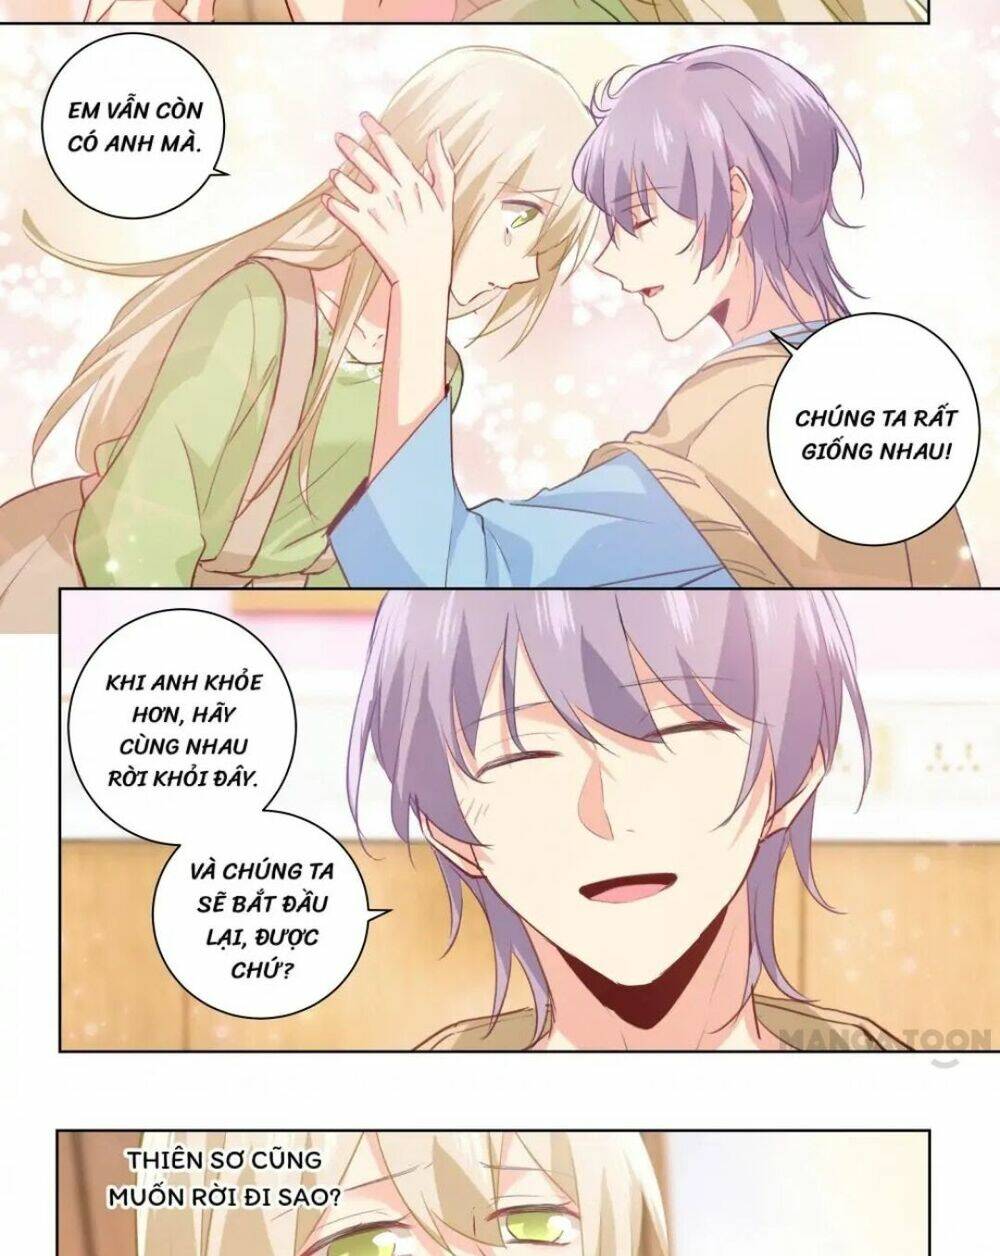 EM VẪN CÒN
CÓ ANH MÀ.
CHÚNG TA RẤT
GIỐNG NHAU!
KHI ANH KHỎE
HƠN, HÃY
CÙNG NHAU
RỜI KHỎI ĐÂY.
VÀ CHÚNG TA
SẼ BẮT ĐẦU
LẠI, ĐƯỢC
CHỨ?
MANGATOON
THIÊN SƠ CŨNG
MUỐN RỜI ĐI SAO?